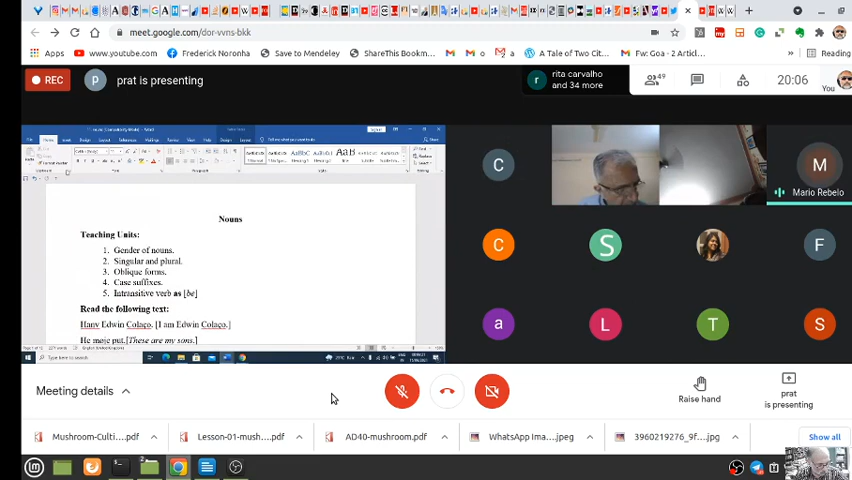 meet.google.com/dor-vvns-bkk
Apps
www.youtube.com
Frederick Noronha
Save to Mendeley
ShareThis Bookm...
o
a
A Tale of Two Cit...
Fw: Goa - 2 Articl...
»
Reading
REC
p
prat is presenting
r
rita carvalho
and 34 more
49
20:06
You
Nouns
Teaching Units:
1. Gender of nouns.
2. Singular and plural.
3. Oblique forms.
4. Case suffixes.
5. Intransitive verb as [be]
Read the following text:
Hanv Edwin Colaço. [I am Edwin Colaço.]
He moje put.[These are my sons.]
C
M
Mario Rebelo
C
S
F
a
L
T
S
Meeting details
Raise hand
prat
is presenting
Mushroom-Culti....pdf
Lesson-01-mush....pdf
AD40-mushroom.pdf
WhatsApp Ima....jpeg
3960219276_9f....jpg
Show all